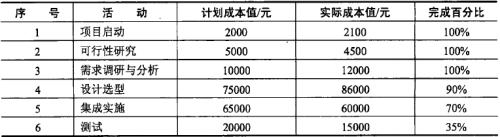 序 号 活 动 计划成本值/元 实际成本值/元 完成百分比
1 项目启动 2000 2100 100%
2 可行性研究 5000 4500 100%
3 需求调研与分析 10000 12000 100%
4 设计选型 75000 86000 90%
5 集成实施 65000 60000 70%
6 测试 20000 15000 35%